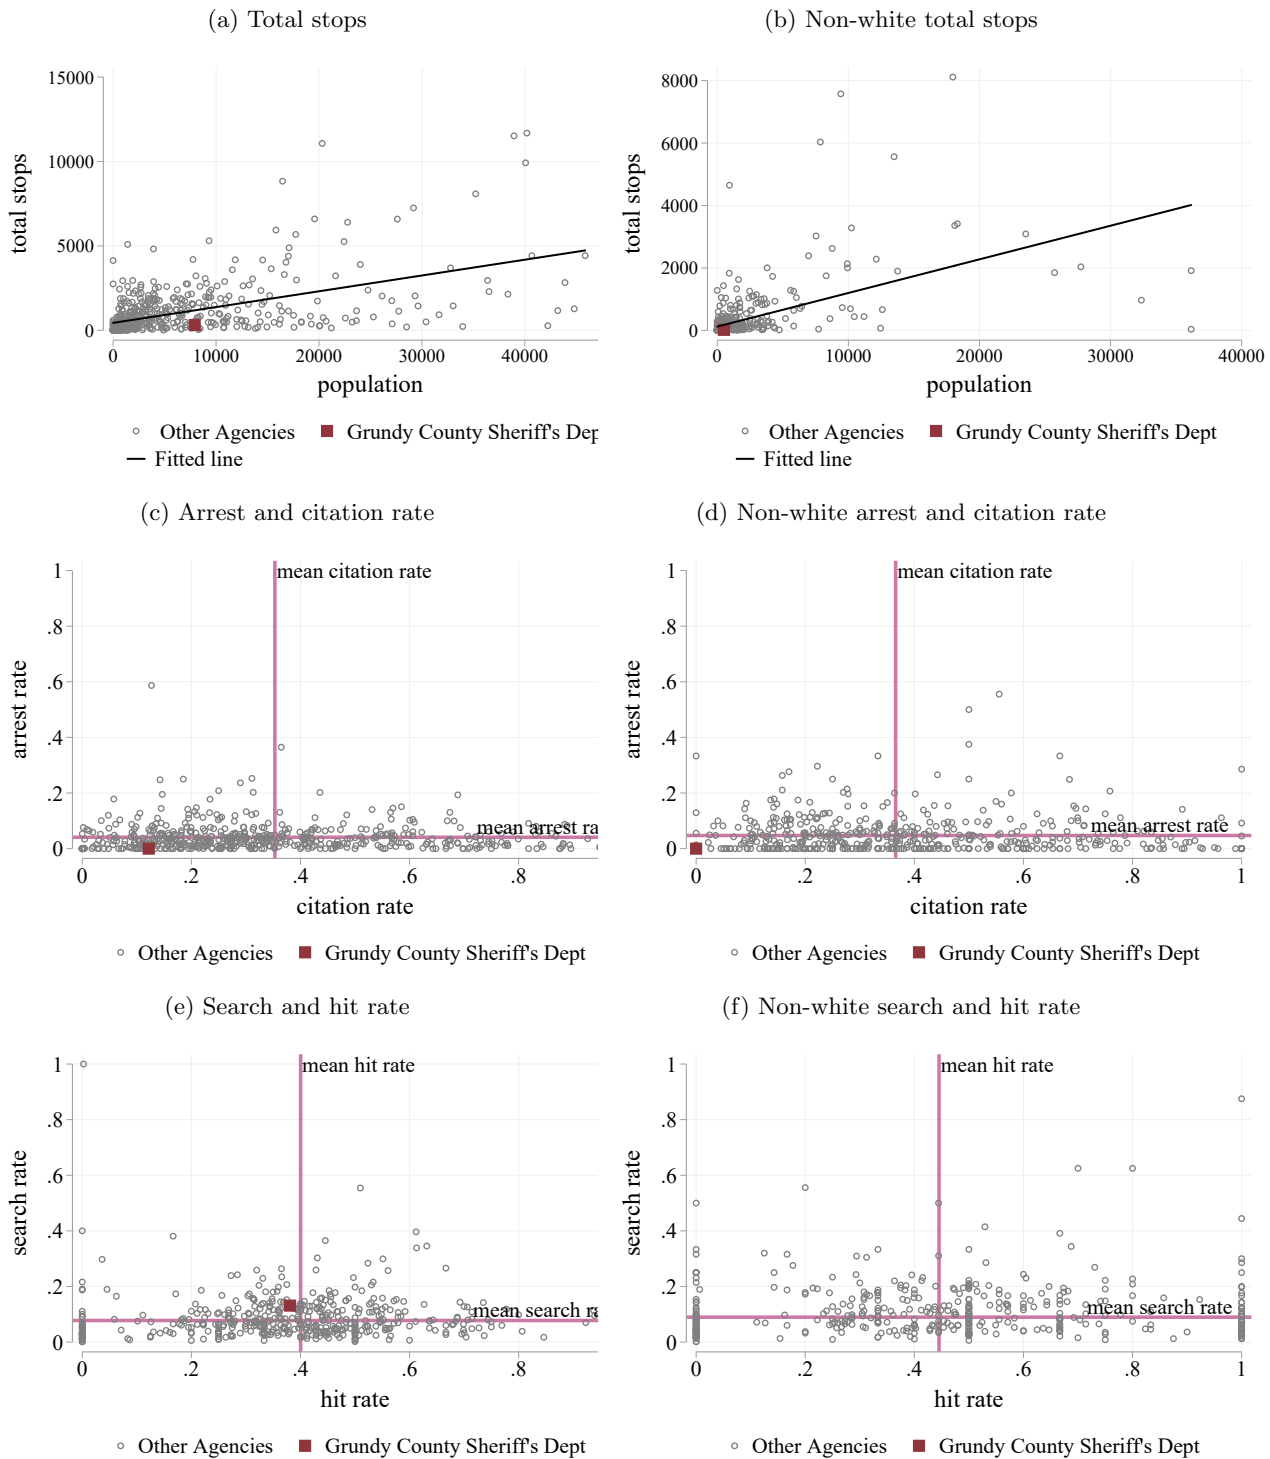 (a) Total stops
(b) Non-white total stops
total stops
15000
10000
5000
0
0 10000 20000 30000 40000
population
Other Agencies Grundy County Sheriff's Dep
Fitted line
total stops
8000
6000
4000
2000
0
0 10000 20000 30000 40000
population
Other Agencies Grundy County Sheriff's Dept
Fitted line
(c) Arrest and citation rate
(d) Non-white arrest and citation rate
arrest rate
1
.8
.6
.4
.2
0
mean citation rate
mean arrest ra
0 .2 .4 .6 .8
citation rate
Other Agencies Grundy County Sheriff's Dept
arrest rate
1
.8
.6
.4
.2
0
mean citation rate
mean arrest rate
0 .2 .4 .6 .8 1
citation rate
Other Agencies Grundy County Sheriff's Dept
(e) Search and hit rate
(f) Non-white search and hit rate
search rate
1
.8
.6
.4
.2
0
mean hit rate
mean search ra
0 .2 .4 .6 .8
hit rate
Other Agencies Grundy County Sheriff's Dept
search rate
1
.8
.6
.4
.2
0
mean hit rate
mean search rate
0 .2 .4 .6 .8 1
hit rate
Other Agencies Grundy County Sheriff's Dept